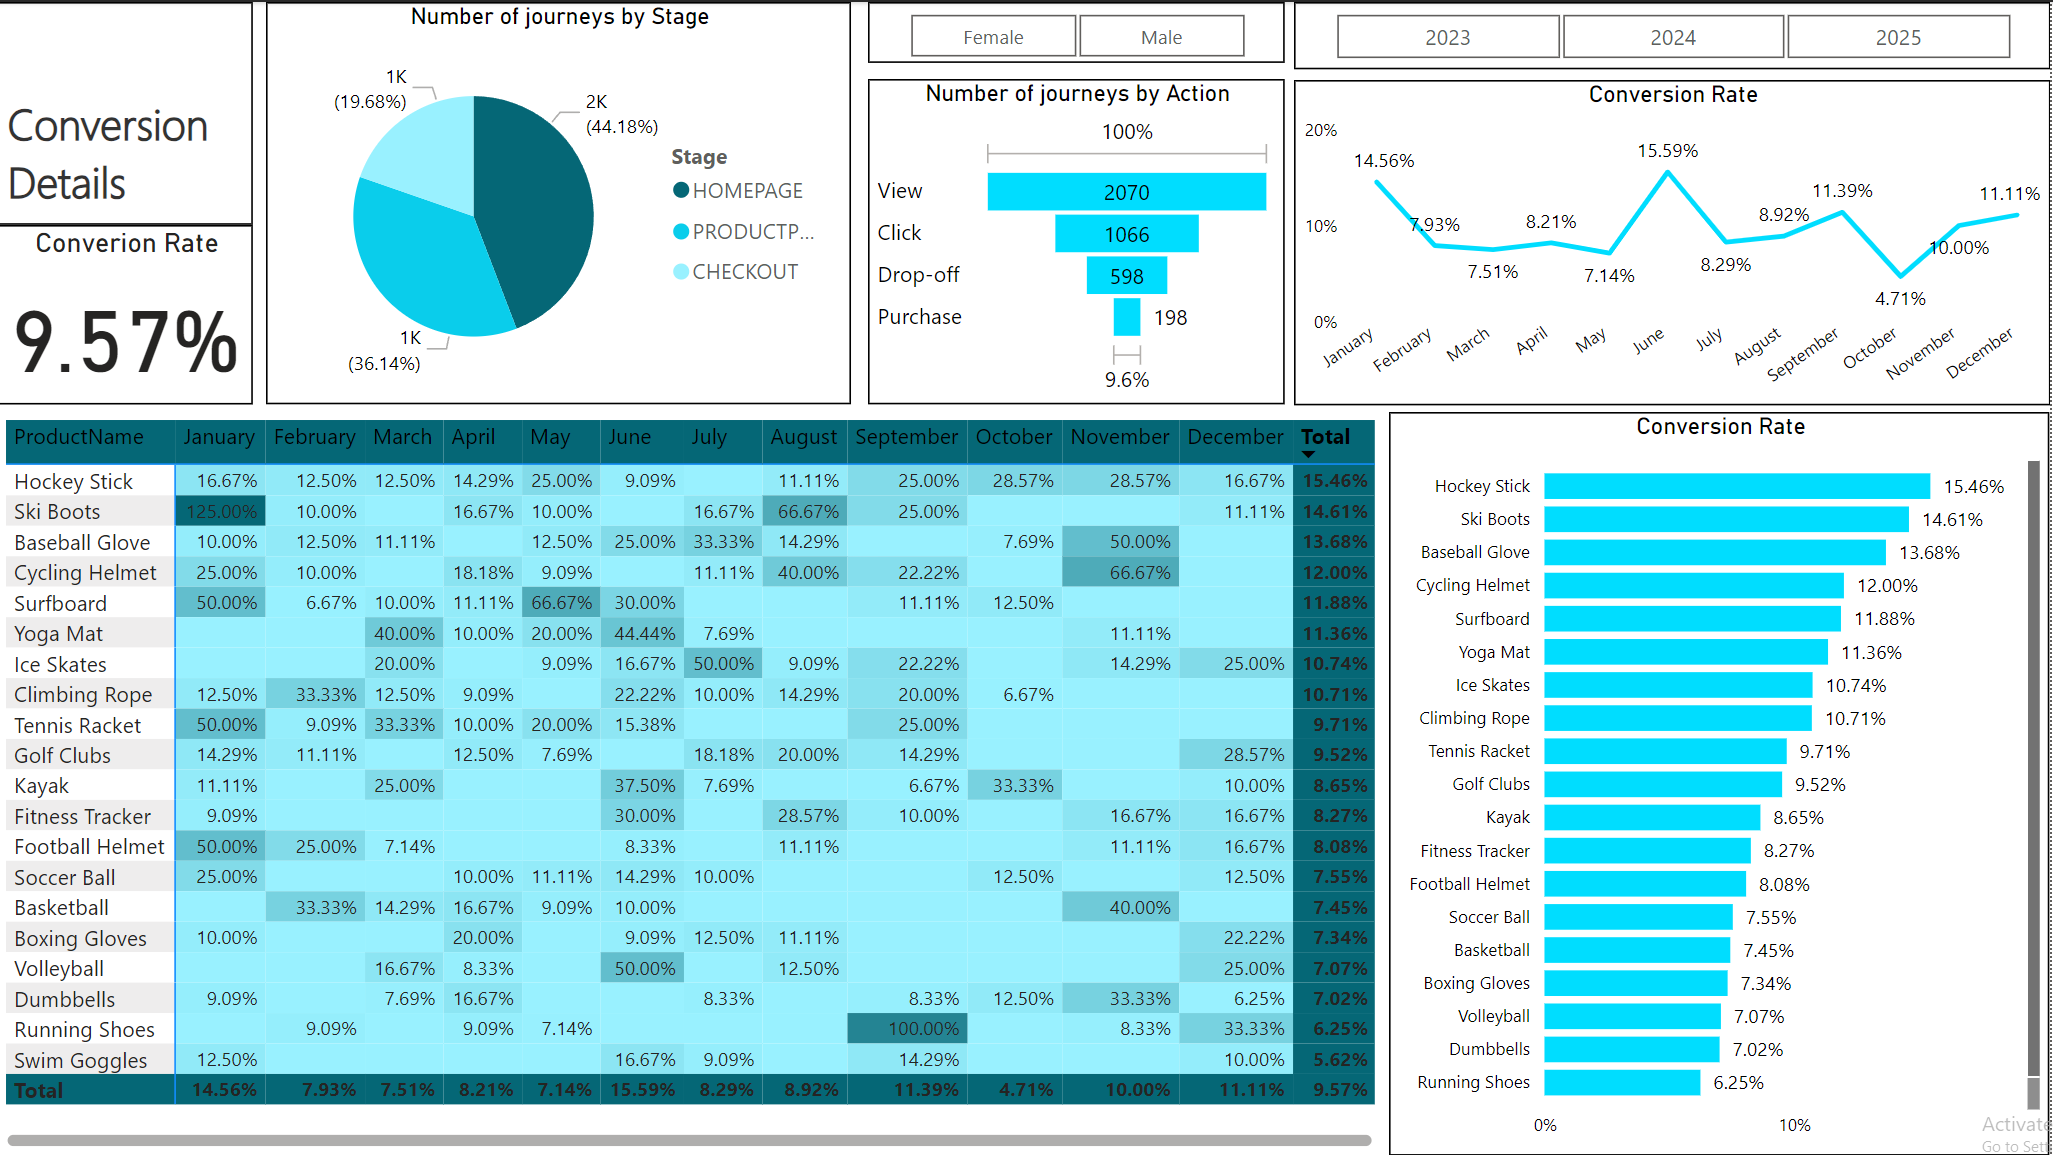 Conversion
Details
Converion Rate
9.57%
Number of journeys by Stage
1K
(19.68%)
2K
(44.18%)
1K
(36.14%)
Stage
HOMEPAGE
PRODUCTP...
CHECKOUT
Female Male
Number of journeys by Action
100%
View 2070
Click 1066
Drop-off 598
Purchase 198
9.6%
2023 2024 2025
Conversion Rate
20%
10%
0%
14.56% 7.93% 7.51% 8.21% 7.14% 15.59% 8.29% 8.92% 11.39% 4.71% 10.00% 11.11%
January February March April May June July August September October November December
ProductName January February March April May June July August September October November December Total
Hockey Stick 16.67% 12.50% 12.50% 14.29% 25.00% 9.09% 11.11% 25.00% 28.57% 28.57% 16.67% 15.46%
Ski Boots 125.00% 10.00% 16.67% 10.00% 16.67% 66.67% 25.00% 11.11% 14.61%
Baseball Glove 10.00% 12.50% 11.11% 12.50% 25.00% 33.33% 14.29% 7.69% 50.00% 13.68%
Cycling Helmet 25.00% 10.00% 18.18% 9.09% 11.11% 40.00% 22.22% 66.67% 12.00%
Surfboard 50.00% 6.67% 10.00% 11.11% 66.67% 30.00% 11.11% 12.50% 11.88%
Yoga Mat 40.00% 10.00% 20.00% 44.44% 7.69% 11.11% 11.36%
Ice Skates 20.00% 9.09% 16.67% 50.00% 9.09% 22.22% 14.29% 25.00% 10.74%
Climbing Rope 12.50% 33.33% 12.50% 9.09% 22.22% 10.00% 14.29% 20.00% 6.67% 10.71%
Tennis Racket 50.00% 9.09% 33.33% 10.00% 20.00% 15.38% 25.00% 9.71%
Golf Clubs 14.29% 11.11% 12.50% 7.69% 18.18% 20.00% 14.29% 28.57% 9.52%
Kayak 11.11% 25.00% 37.50% 7.69% 6.67% 33.33% 10.00% 8.65%
Fitness Tracker 9.09% 30.00% 28.57% 10.00% 16.67% 16.67% 8.27%
Football Helmet 50.00% 25.00% 7.14% 8.33% 11.11% 11.11% 16.67% 8.08%
Soccer Ball 25.00% 10.00% 11.11% 14.29% 10.00% 12.50% 12.50% 7.55%
Basketball 33.33% 14.29% 16.67% 9.09% 10.00% 40.00% 7.45%
Boxing Gloves 10.00% 20.00% 9.09% 12.50% 11.11% 22.22% 7.34%
Volleyball 16.67% 8.33% 50.00% 12.50% 25.00% 7.07%
Dumbbells 9.09% 7.69% 16.67% 8.33% 8.33% 12.50% 33.33% 6.25% 7.02%
Running Shoes 9.09% 9.09% 7.14% 100.00% 8.33% 33.33% 6.25%
Swim Goggles 12.50% 16.67% 9.09% 14.29% 10.00% 5.62%
Total 14.56% 7.93% 7.51% 8.21% 7.14% 15.59% 8.29% 8.92% 11.39% 4.71% 10.00% 11.11% 9.57%
Conversion Rate
Hockey Stick 15.46%
Ski Boots 14.61%
Baseball Glove 13.68%
Cycling Helmet 12.00%
Surfboard 11.88%
Yoga Mat 11.36%
Ice Skates 10.74%
Climbing Rope 10.71%
Tennis Racket 9.71%
Golf Clubs 9.52%
Kayak 8.65%
Fitness Tracker 8.27%
Football Helmet 8.08%
Soccer Ball 7.55%
Basketball 7.45%
Boxing Gloves 7.34%
Volleyball 7.07%
Dumbbells 7.02%
Running Shoes 6.25%
0% 10%
Activate
Go to Sett